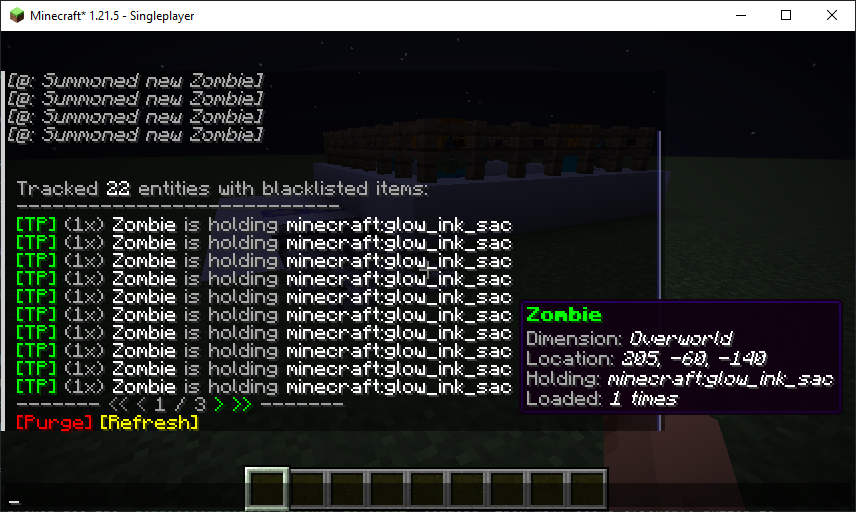 Minecraft* 1.21.5 - Singleplayer
[@: Summoned new Zombie]
[@: Summoned new Zombie]
[@: Summoned new Zombie]
[@: Summoned new Zombie]
Tracked 22 entities with blacklisted items:
---------------------------
[TP] (1x) Zombie is holding minecraft:glow_ink_sac
[TP] (1x) Zombie is holding minecraft:glow_ink_sac
[TP] (1x) Zombie is holding minecraft:glow_ink_sac
[TP] (1x) Zombie is holding minecraft:glow_ink_sac
[TP] (1x) Zombie is holding minecraft:glow_ink_sac
[TP] (1x) Zombie is holding minecraft:glow_ink_sac
[TP] (1x) Zombie is holding minecraft:glow_ink_sac
[TP] (1x) Zombie is holding minecraft:glow_ink_sac
[TP] (1x) Zombie is holding minecraft:glow_ink_sac
[TP] (1x) Zombie is holding minecraft:glow_ink_sac
------- << < 1 / 3 > >> -------
[Purge] [Refresh]
Zombie
Dimension: Overworld
Location: 205, -60, -140
Holding: minecraft:glow_ink_sac
Loaded: 1 times
_